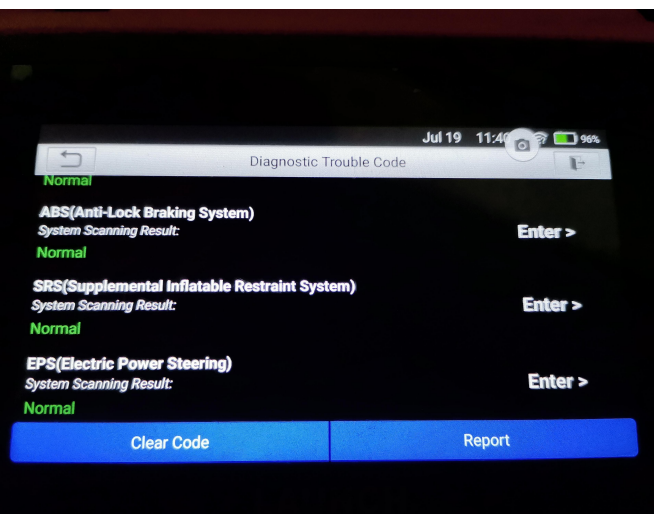 Jul 19 11:4
96%
Diagnostic Trouble Code
Normal
ABS(Anti-Lock Braking System)
System Scanning Result:
Enter >
Normal
SRS(Supplemental Inflatable Restraint System)
System Scanning Result:
Enter >
Normal
EPS(Electric Power Steering)
System Scanning Result:
Enter >
Normal
Clear Code
Report